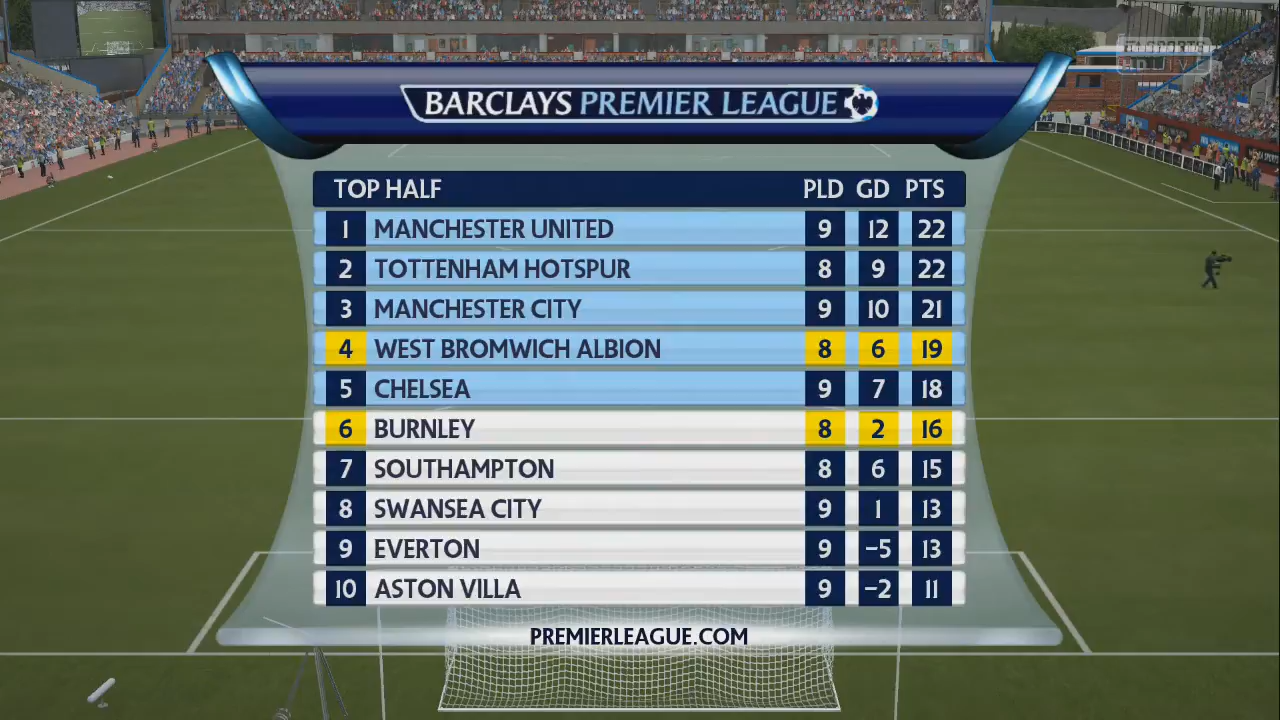 BARCLAYS PREMIER LEAGUE
TOP HALF PLD GD PTS
1 MANCHESTER UNITED 9 12 22
2 TOTTENHAM HOTSPUR 8 9 22
3 MANCHESTER CITY 9 10 21
4 WEST BROMWICH ALBION 8 6 19
5 CHELSEA 9 7 18
6 BURNLEY 8 2 16
7 SOUTHAMPTON 8 6 15
8 SWANSEA CITY 9 1 13
9 EVERTON 9 -5 13
10 ASTON VILLA 9 -2 11
PREMIERLEAGUE.COM